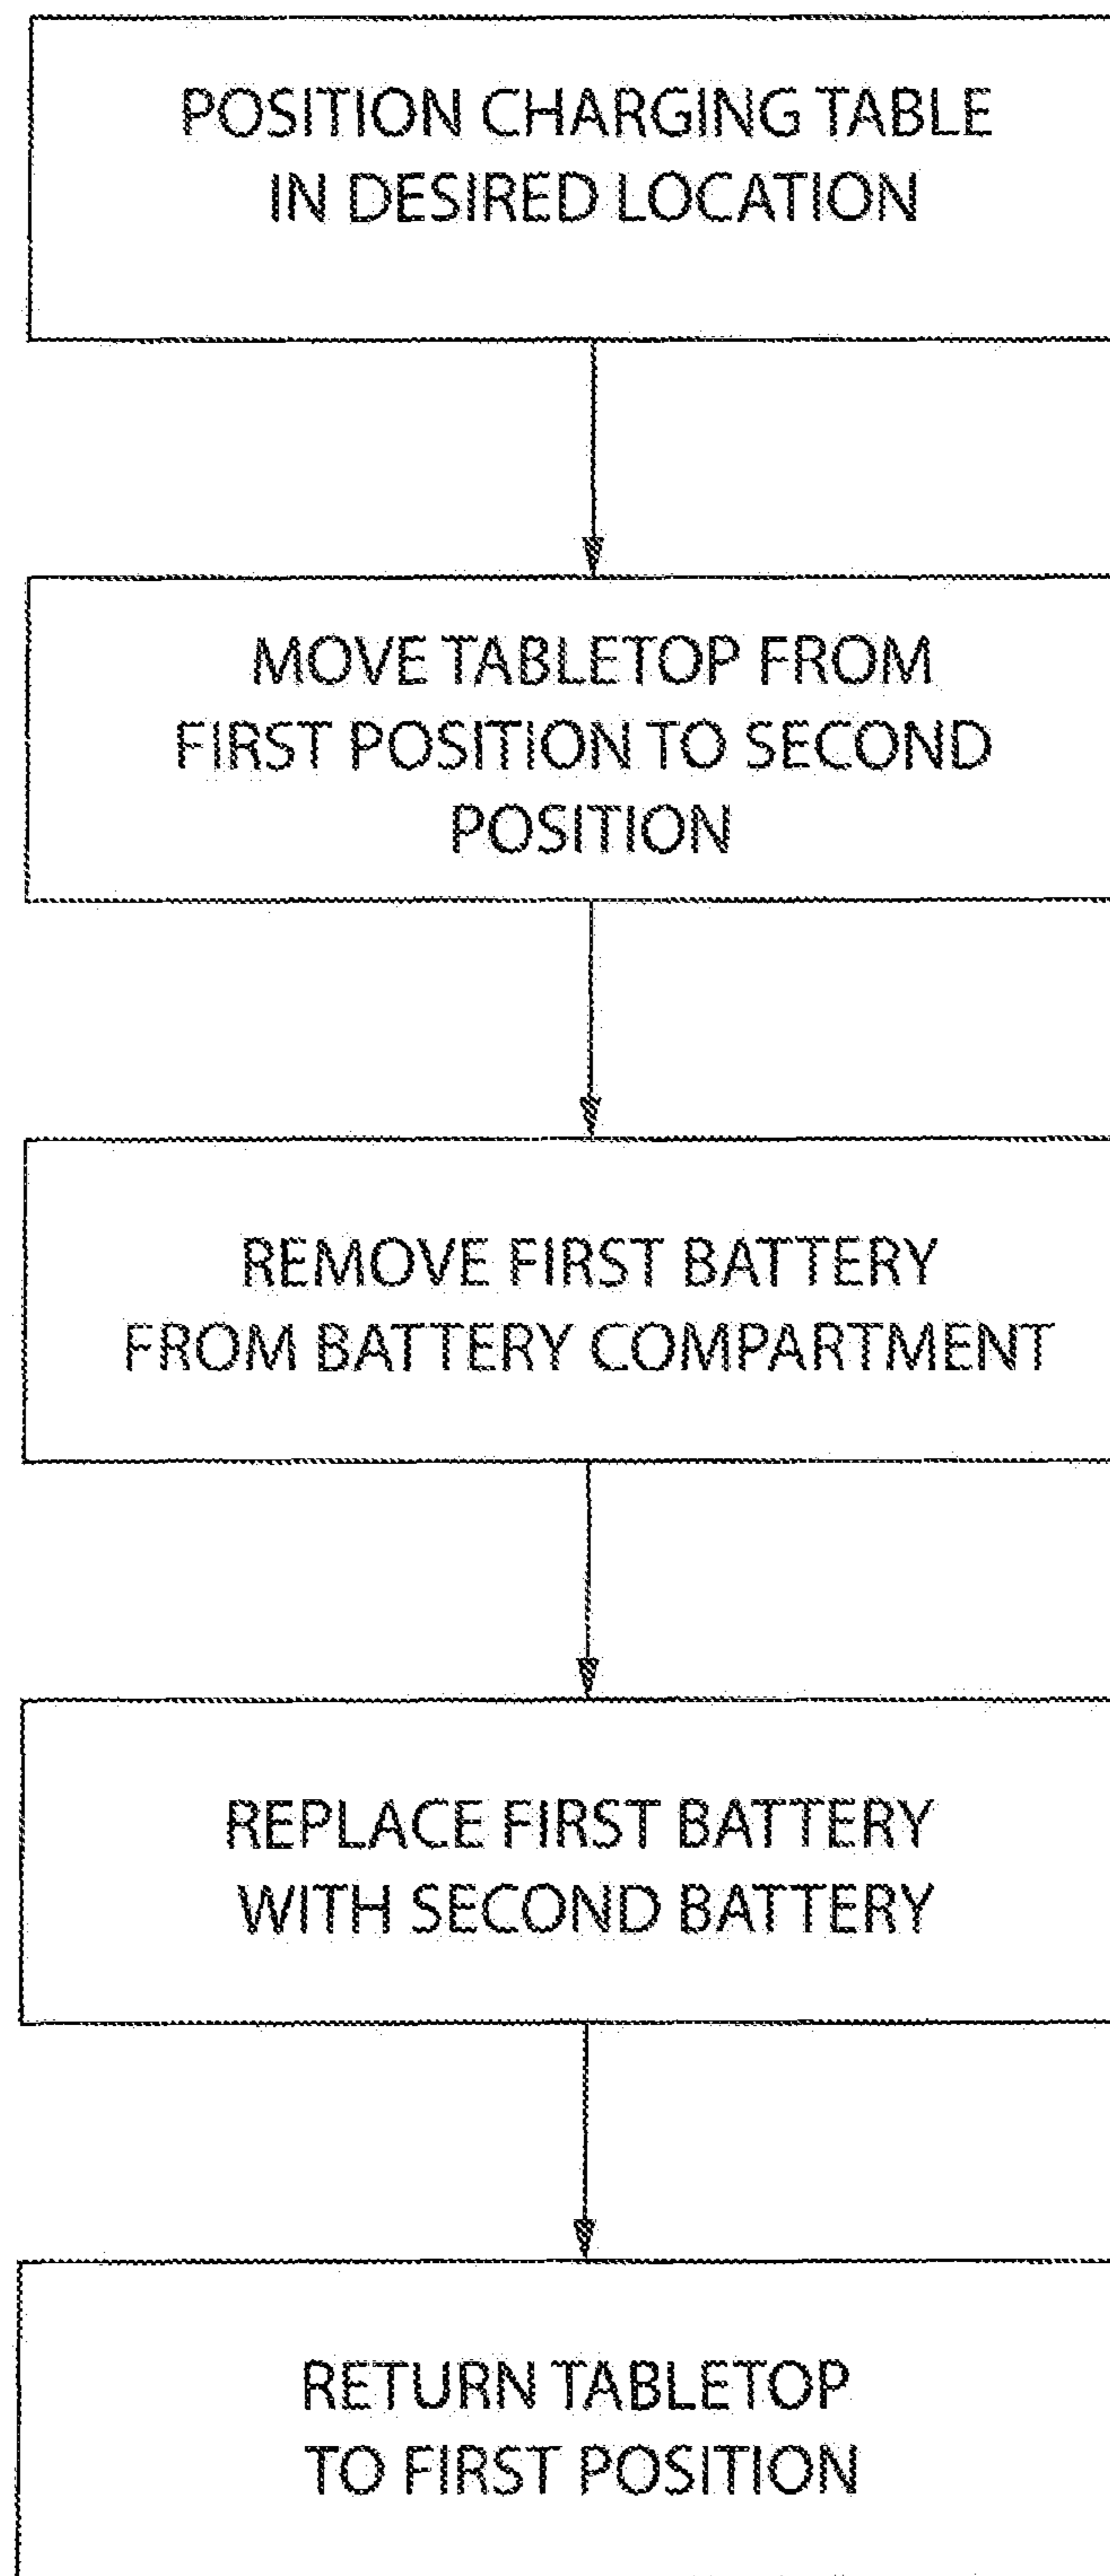 POSITION CHARGING TABLE
IN DESIRED LOCATION
MOVE TABLETOP FROM
FIRST POSITION TO SECOND
POSITION
REMOVE FIRST BATTERY
FROM BATTERY COMPARTMENT
REPLACE FIRST BATTERY
WITH SECOND BATTERY
RETURN TABLETOP
TO FIRST POSITION